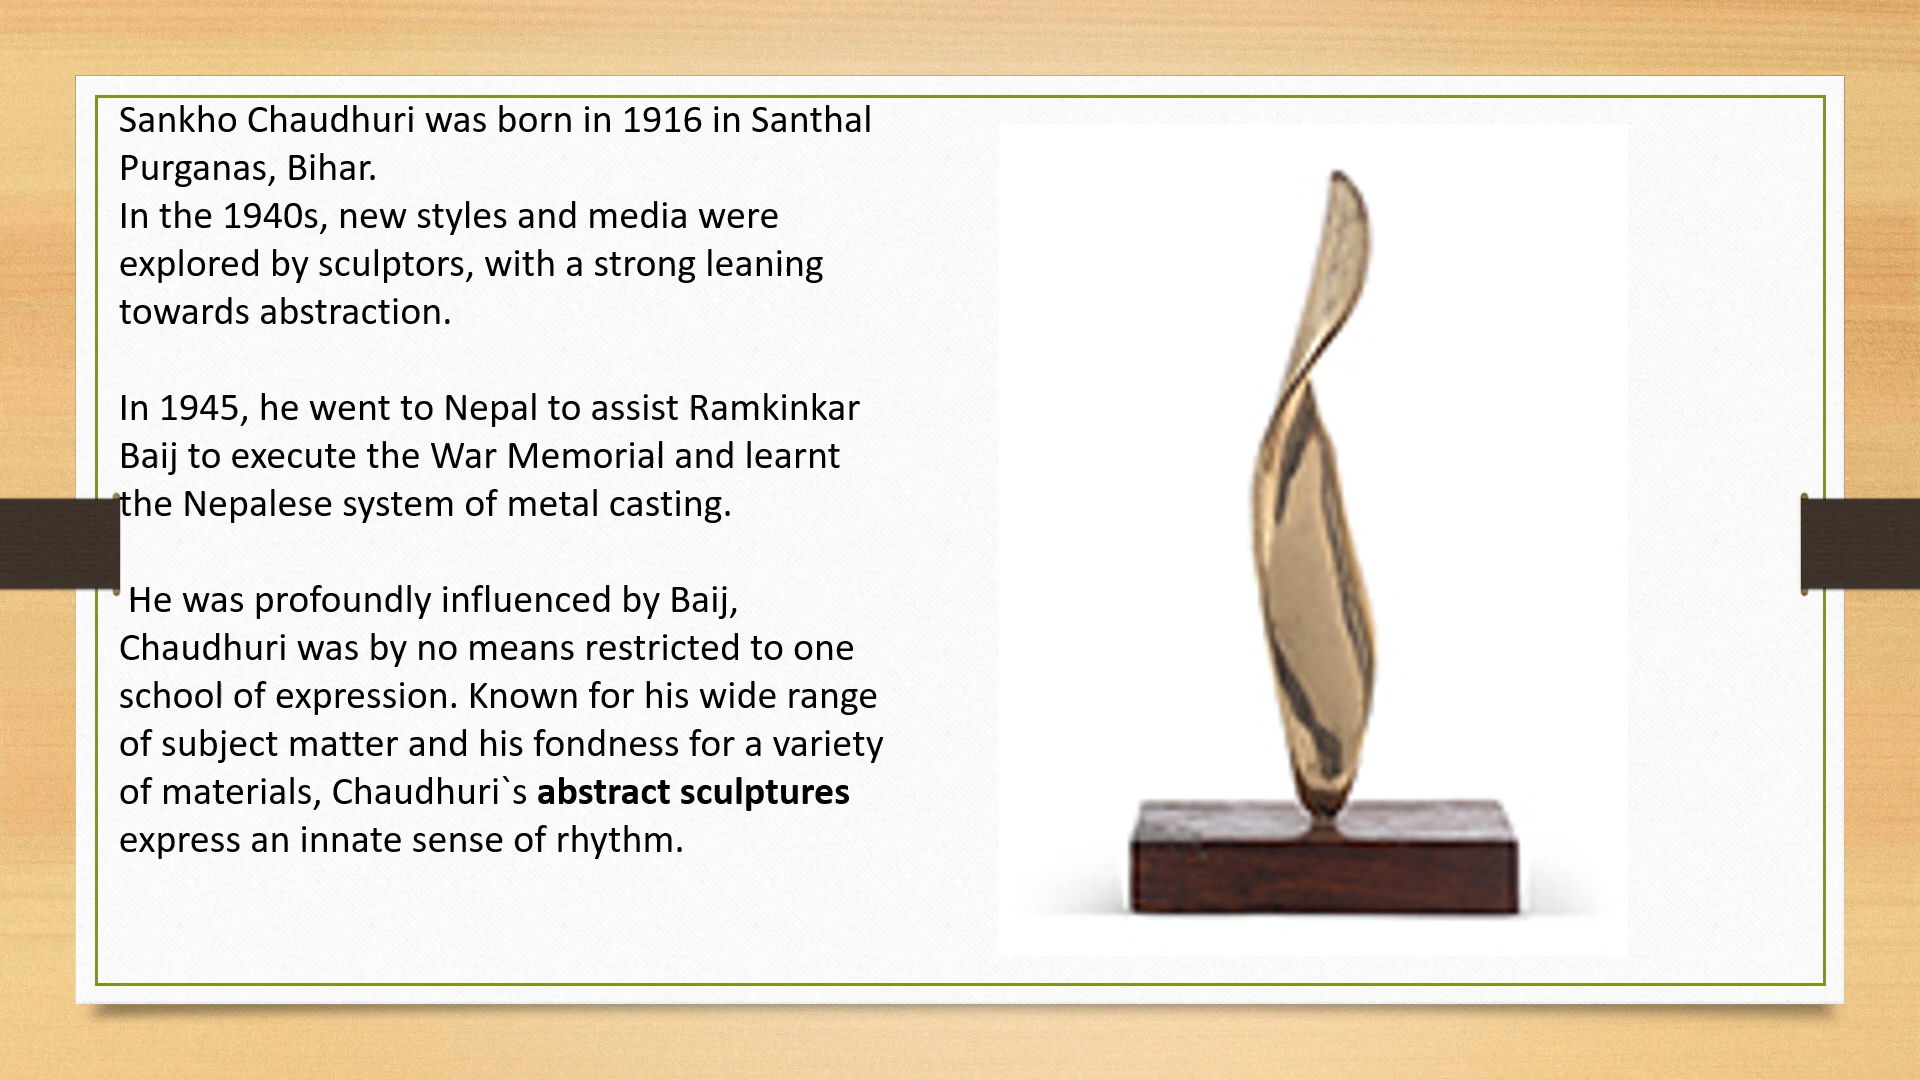 Sankho Chaudhuri was born in 1916 in Santhal
Purganas, Bihar.
In the 1940s, new styles and media were
explored by sculptors, with a strong leaning
towards abstraction.
In 1945, he went to Nepal to assist Ramkinkar
Baij to execute the War Memorial and learnt
the Nepalese system of metal casting.
He was profoundly influenced by Baij,
Chaudhuri was by no means restricted to one
school of expression. Known for his wide range
of subject matter and his fondness for a variety
of materials, Chaudhuri`s abstract sculptures
express an innate sense of rhythm.